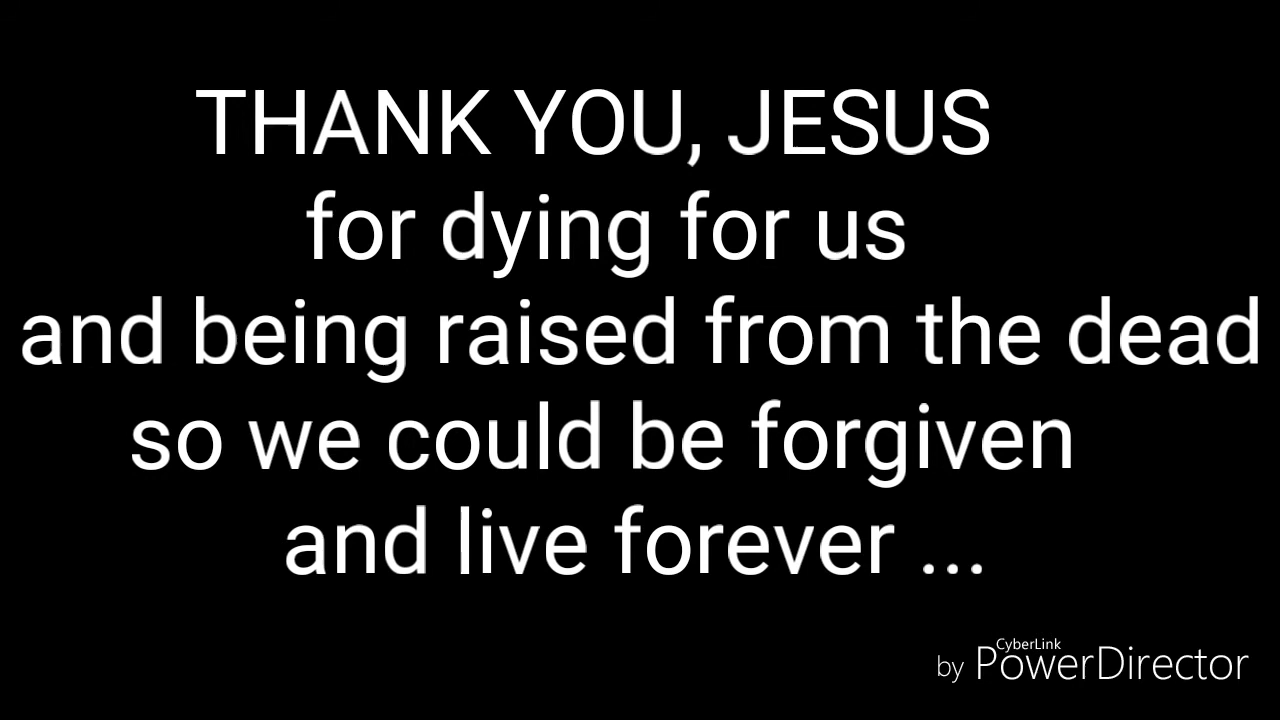 THANK YOU, JESUS
for dying for us
and being raised from the dead
so we could be forgiven
and live forever ...
CyberLink
by PowerDirector